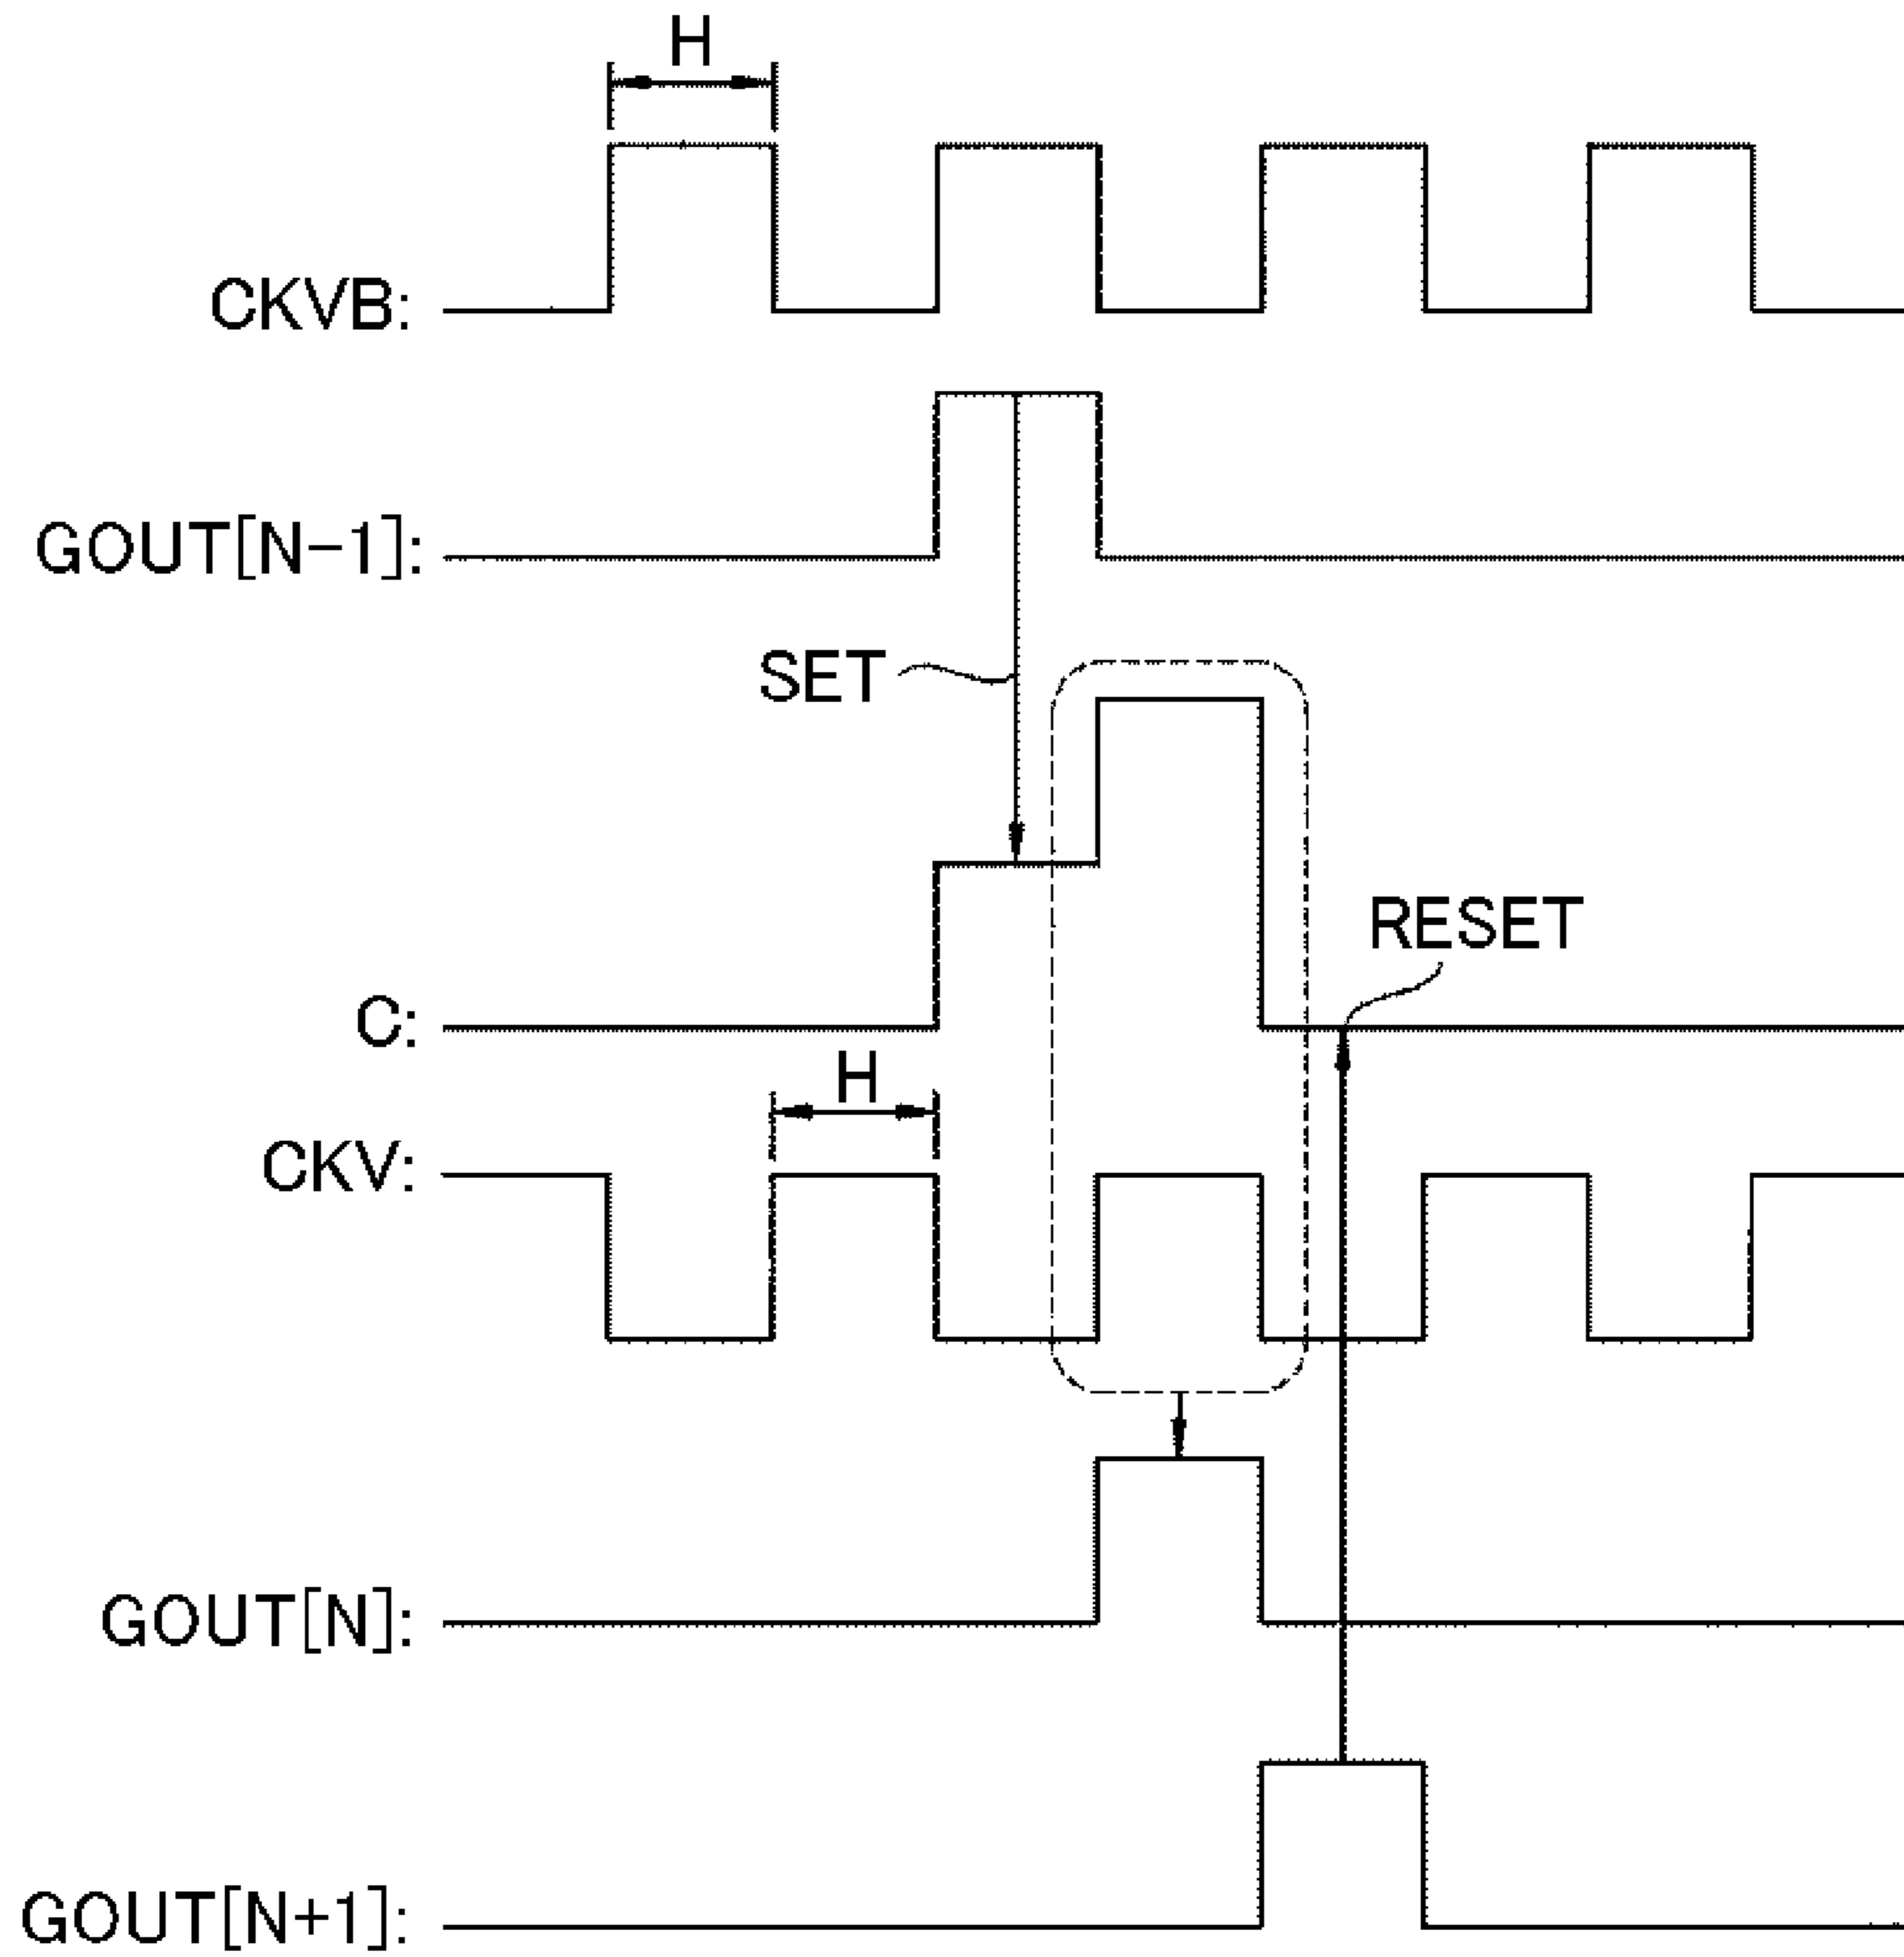 H
CKVB:
GOUT[N-1]:
SET
RESET
C:
H
CKV:
GOUT[N]:
GOUT[N+1]: